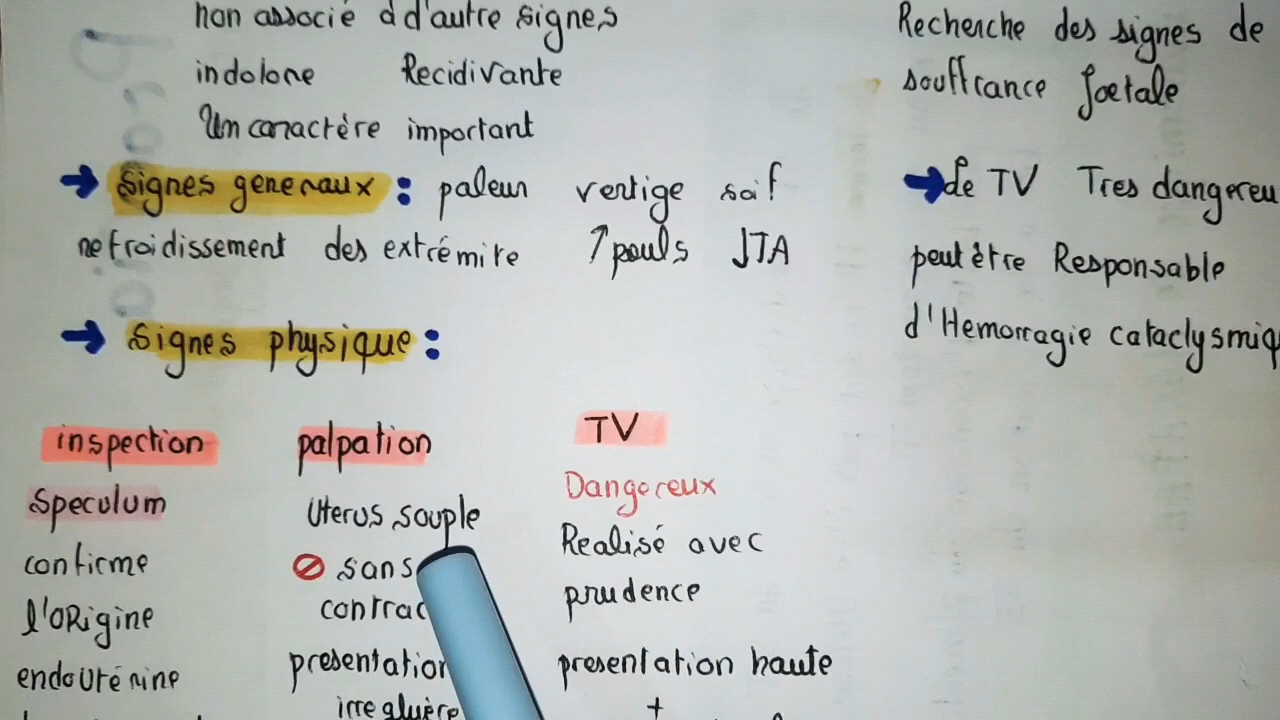 non associé à d'autre signes
indolore Recidivante
Un caractère important
→ signes generaux : paleur vertige soif
refroidissement des extrémite ↑pouls ↓TA
→ signes physique :
inspection
speculum
confirme
l'ORigine
endoutérine
palpation
Uterus souple
sans
contrac
presentation
irregluère
TV
Dangereux
Realisé avec
prudence
presentation haute
+
Recherche des signes de
souffrance foetale
→ le TV Tres dangereu
peut être Responsable
d'Hemorragie cataclysmiq